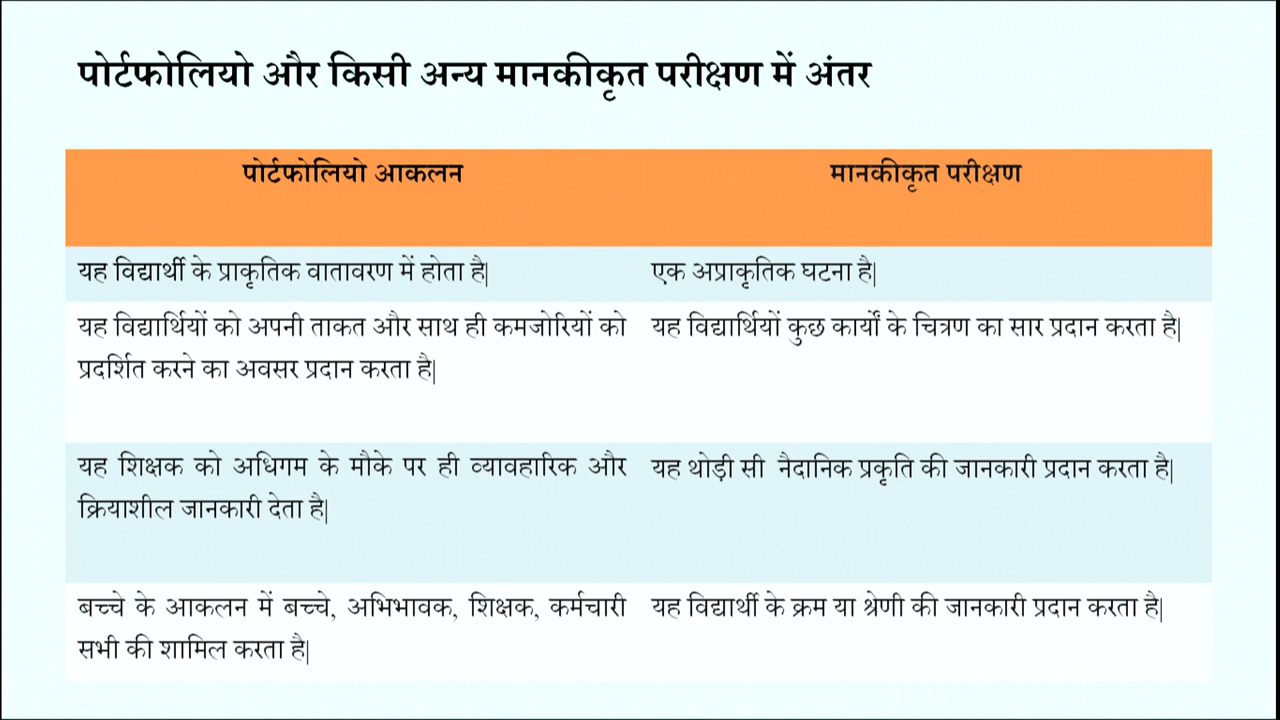 पोर्टफोलियो और किसी अन्य मानकीकृत परीक्षण में अंतर
पोर्टफोलियो आकलन
मानकीकृत परीक्षण
यह विद्यार्थी के प्राकृतिक वातावरण में होता है|
एक अप्राकृतिक घटना है|
यह विद्यार्थियों को अपनी ताकत और साथ ही कमजोरियों को
प्रदर्शित करने का अवसर प्रदान करता है|
यह विद्यार्थियों कुछ कार्यों के चित्रण का सार प्रदान करता है|
यह शिक्षक को अधिगम के मौके पर ही व्यावहारिक और
क्रियाशील जानकारी देता है|
यह थोड़ी सी नैदानिक प्रकृति की जानकारी प्रदान करता है|
बच्चे के आकलन में बच्चे, अभिभावक, शिक्षक, कर्मचारी
सभी की शामिल करता है|
यह विद्यार्थी के क्रम या श्रेणी की जानकारी प्रदान करता है|